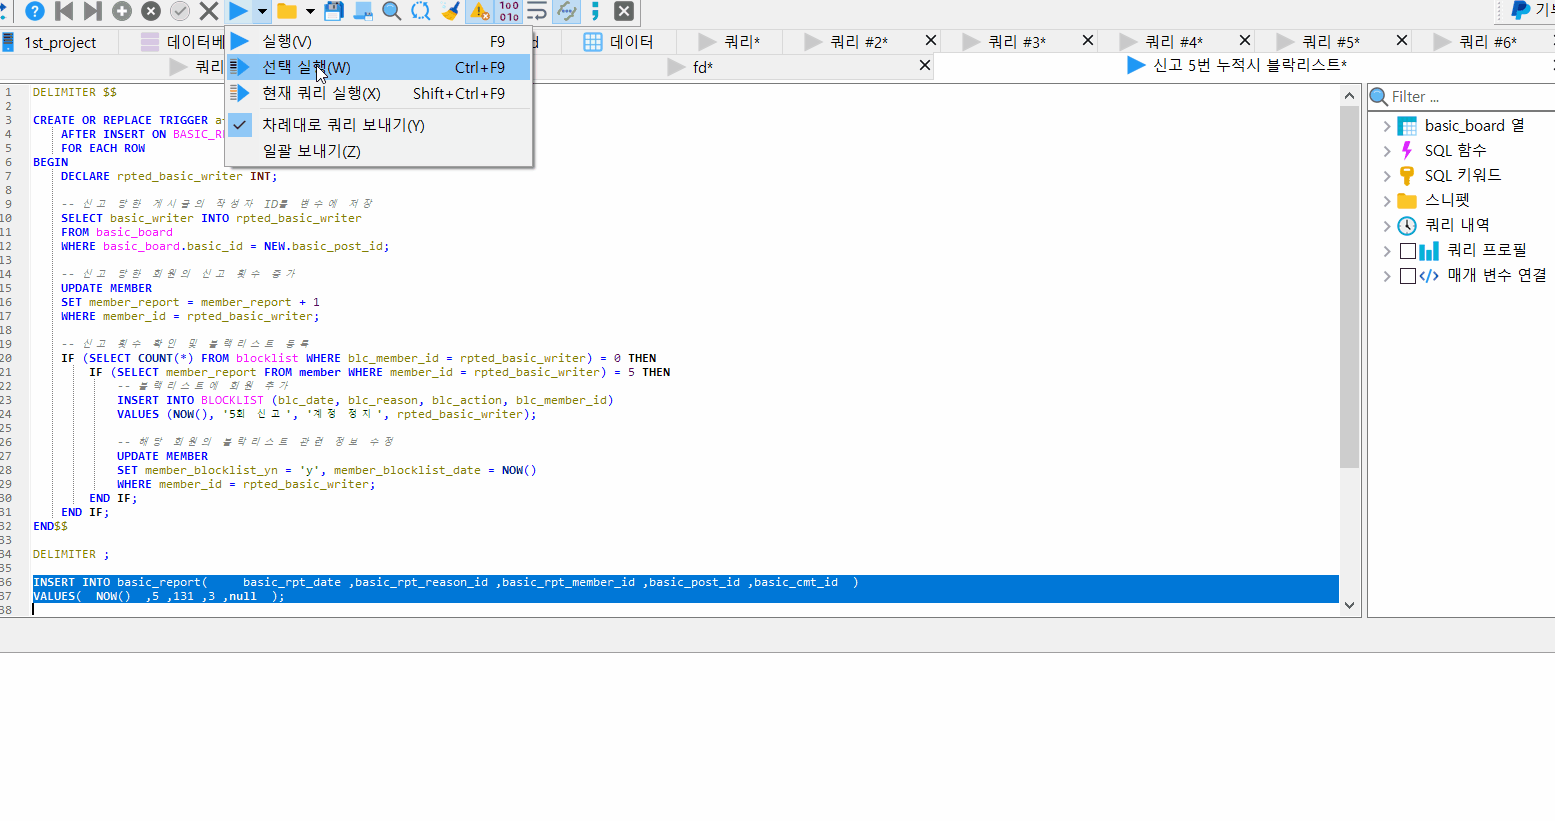 100
010
기부
1st_project
데이터베
d
데이터
쿼리*
쿼리 #2*
쿼리 #3*
쿼리 #4*
쿼리 #5*
쿼리 #6*
쿼리
fd*
신고 5번 누적시 블락리스트*
실행(V) F9
선택 실행(W) Ctrl+F9
현재 쿼리 실행(X) Shift+Ctrl+F9
차례대로 쿼리 보내기(Y)
일괄 보내기(Z)
1 DELIMITER $$
2
3 CREATE OR REPLACE TRIGGER a
4 AFTER INSERT ON BASIC_R
5 FOR EACH ROW
6 BEGIN
7 DECLARE rpted_basic_writer INT;
8
9 -- 신고 당한 게시글의 작성자 ID를 변수에 저장
10 SELECT basic_writer INTO rpted_basic_writer
11 FROM basic_board
12 WHERE basic_board.basic_id = NEW.basic_post_id;
13
14 -- 신고 당한 회원의 신고 횟수 증가
15 UPDATE MEMBER
16 SET member_report = member_report + 1
17 WHERE member_id = rpted_basic_writer;
18
19 -- 신고 횟수 확인 및 블랙리스트 등록
20 IF (SELECT COUNT(*) FROM blocklist WHERE blc_member_id = rpted_basic_writer) = 0 THEN
21 IF (SELECT member_report FROM member WHERE member_id = rpted_basic_writer) = 5 THEN
22 -- 블랙리스트에 회원 추가
23 INSERT INTO BLOCKLIST (blc_date, blc_reason, blc_action, blc_member_id)
24 VALUES (NOW(), '5회 신고', '계정 정지', rpted_basic_writer);
25
26 -- 해당 회원의 블락리스트 관련 정보 수정
27 UPDATE MEMBER
28 SET member_blocklist_yn = 'y', member_blocklist_date = NOW()
29 WHERE member_id = rpted_basic_writer;
30 END IF;
31 END IF;
32 END$$
33
34 DELIMITER ;
35
36 INSERT INTO basic_report( basic_rpt_date ,basic_rpt_reason_id ,basic_rpt_member_id ,basic_post_id ,basic_cmt_id )
37 VALUES( NOW() ,5 ,131 ,3 ,null );
38
Filter ...
basic_board 열
SQL 함수
SQL 키워드
스니펫
쿼리 내역
쿼리 프로필
매개 변수 연결